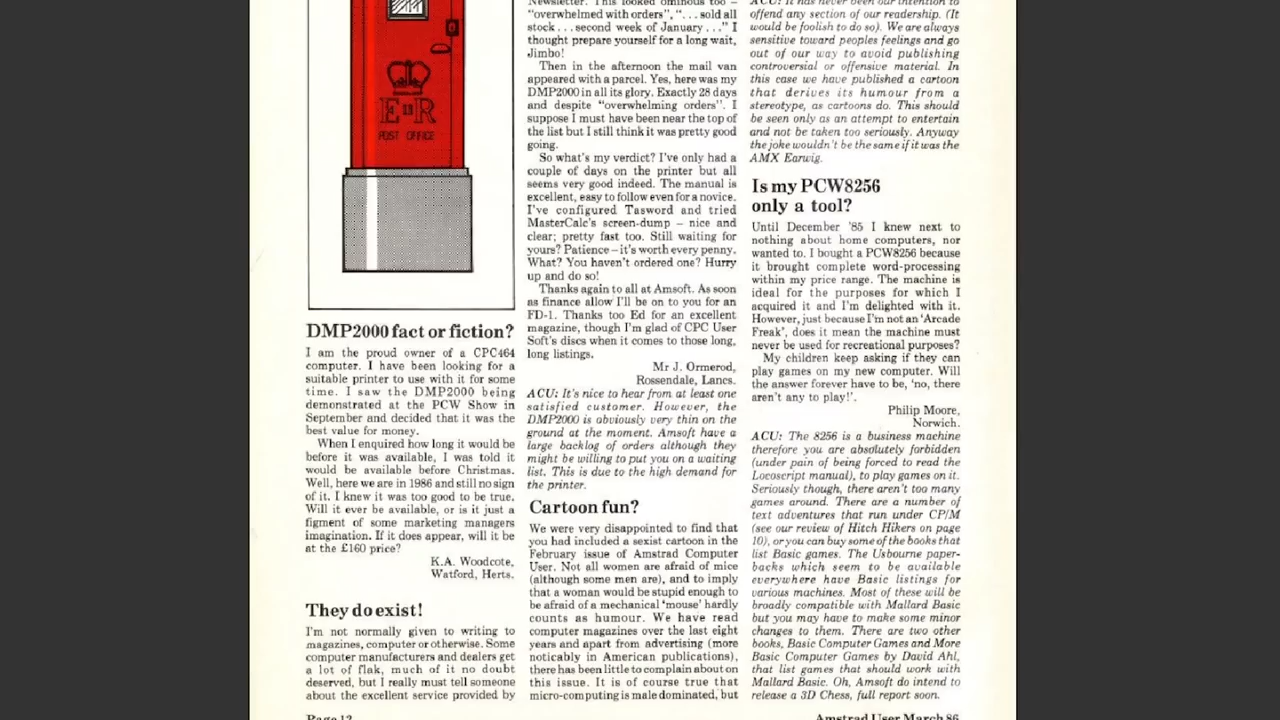 E II R
POST OFFICE
DMP2000 fact or fiction?
I am the proud owner of a CPC464
computer. I have been looking for a
suitable printer to use with it for some
time. I saw the DMP2000 being
demonstrated at the PCW Show in
September and decided that it was the
best value for money.
When I enquired how long it would be
before it was available, I was told it
would be available before Christmas.
Well, here we are in 1986 and still no sign
of it. I knew it was too good to be true.
Will it ever be available, or is it just a
figment of some marketing managers
imagination. If it does appear, will it be
at the £160 price?
K.A. Woodcote,
Watford, Herts.
They do exist!
I'm not normally given to writing to
magazines, computer or otherwise. Some
computer manufacturers and dealers get
a lot of flak, much of it no doubt
deserved, but I really must tell someone
about the excellent service provided by
Newsletter. This looked ominous too –
"overwhelmed with orders", ". . . sold all
stock . . . second week of January . . ." I
thought prepare yourself for a long wait,
Jimbo!
Then in the afternoon the mail van
appeared with a parcel. Yes, here was my
DMP2000 in all its glory. Exactly 28 days
and despite "overwhelming orders". I
suppose I must have been near the top of
the list but I still think it was pretty good
going.
So what's my verdict? I've only had a
couple of days on the printer but all
seems very good indeed. The manual is
excellent, easy to follow even for a novice.
I've configured Tasword and tried
MasterCalc's screen-dump – nice and
clear; pretty fast too. Still waiting for
yours? Patience – it's worth every penny.
What? You haven't ordered one? Hurry
up and do so!
Thanks again to all at Amsoft. As soon
as finance allow I'll be on to you for an
FD-1. Thanks too Ed for an excellent
magazine, though I'm glad of CPC User
Soft's discs when it comes to those long,
long listings.
Mr J. Ormerod,
Rossendale, Lancs.
ACU: It's nice to hear from at least one
satisfied customer. However, the
DMP2000 is obviously very thin on the
ground at the moment. Amsoft have a
large backlog of orders although they
might be willing to put you on a waiting
list. This is due to the high demand for
the printer.
Cartoon fun?
We were very disappointed to find that
you had included a sexist cartoon in the
February issue of Amstrad Computer
User. Not all women are afraid of mice
(although some men are), and to imply
that a woman would be stupid enough to
be afraid of a mechanical 'mouse' hardly
counts as humour. We have read
computer magazines over the last eight
years and apart from advertising (more
noticably in American publications),
there has been little to complain about on
this issue. It is of course true that
micro-computing is male dominated, but
ACU: It has never been our intention to
offend any section of our readership. (It
would be foolish to do so). We are always
sensitive toward peoples feelings and go
out of our way to avoid publishing
controversial or offensive material. In
this case we have published a cartoon
that derives its humour from a
stereotype, as cartoons do. This should
be seen only as an attempt to entertain
and not be taken too seriously. Anyway
the joke wouldn't be the same if it was the
AMX Earwig.
Is my PCW8256
only a tool?
Until December '85 I knew next to
nothing about home computers, nor
wanted to. I bought a PCW8256 because
it brought complete word-processing
within my price range. The machine is
ideal for the purposes for which I
acquired it and I'm delighted with it.
However, just because I'm not an 'Arcade
Freak', does it mean the machine must
never be used for recreational purposes?
My children keep asking if they can
play games on my new computer. Will
the answer forever have to be, 'no, there
aren't any to play!'.
Philip Moore,
Norwich.
ACU: The 8256 is a business machine
therefore you are absolutely forbidden
(under pain of being forced to read the
Locoscript manual), to play games on it.
Seriously though, there aren't too many
games around. There are a number of
text adventures that run under CP/M
(see our review of Hitch Hikers on page
10), or you can buy some of the books that
list Basic games. The Usbourne paper-
backs which seem to be available
everywhere have Basic listings for
various machines. Most of these will be
broadly compatible with Mallard Basic
but you may have to make some minor
changes to them. There are two other
books, Basic Computer Games and More
Basic Computer Games by David Ahl,
that list games that should work with
Mallard Basic. Oh, Amsoft do intend to
release a 3D Chess, full report soon.
Page 12
Amstrad User March 86